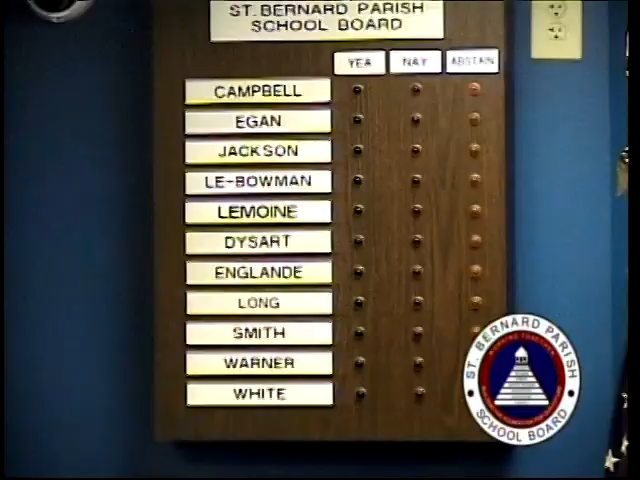 ST. BERNARD PARISH
SCHOOL BOARD
YEA NAY ABSTAIN
CAMPBELL
EGAN
JACKSON
LE-BOWMAN
LEMOINE
DYSART
ENGLANDE
LONG
SMITH
WARNER
WHITE
ST. BERNARD PARISH
SCHOOL BOARD